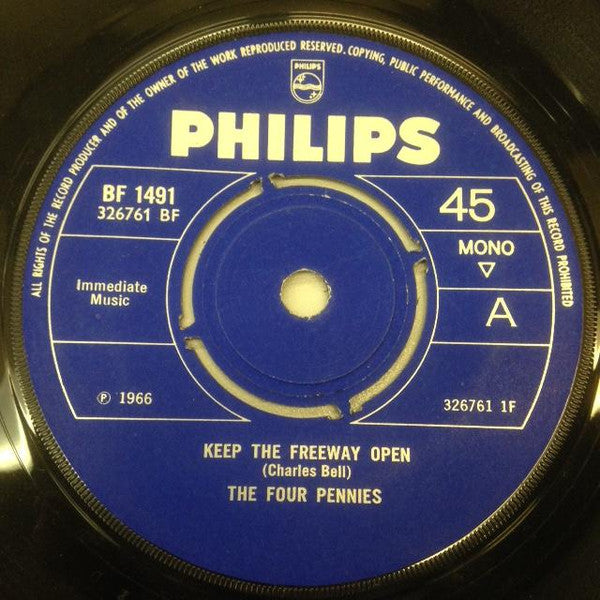 ALL RIGHTS OF THE RECORD PRODUCER AND OF THE OWNER OF THE WORK REPRODUCED RESERVED. COPYING, PUBLIC PERFORMANCE AND BROADCASTING OF THIS RECORD PROHIBITED
PHILIPS
PHILIPS
BF 1491
326761 BF
45
MONO
Immediate
Music
A
℗ 1966
326761 1F
KEEP THE FREEWAY OPEN
(Charles Bell)
THE FOUR PENNIES